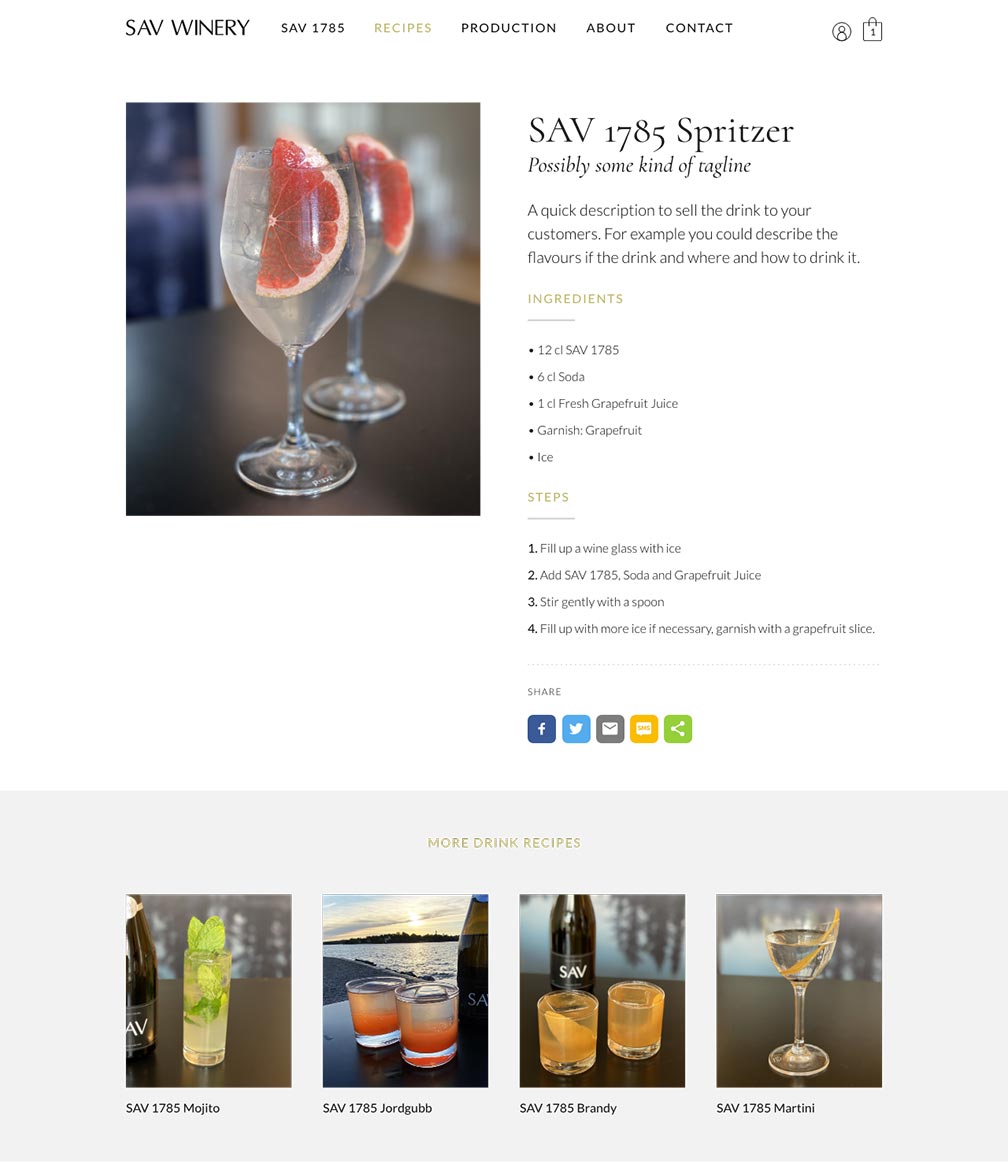 SAV WINERY
SAV 1785
RECIPES
PRODUCTION
ABOUT
CONTACT
1
SAV 1785 Spritzer
Possibly some kind of tagline
A quick description to sell the drink to your
customers. For example you could describe the
flavours if the drink and where and how to drink it.
INGREDIENTS
• 12 cl SAV 1785
• 6 cl Soda
• 1 cl Fresh Grapefruit Juice
• Garnish: Grapefruit
• Ice
STEPS
1. Fill up a wine glass with ice
2. Add SAV 1785, Soda and Grapefruit Juice
3. Stir gently with a spoon
4. Fill up with more ice if necessary, garnish with a grapefruit slice.
SHARE
SMS
MORE DRINK RECIPES
AV
SA
SAV
SAV 1785 Mojito
SAV 1785 Jordgubb
SAV 1785 Brandy
SAV 1785 Martini